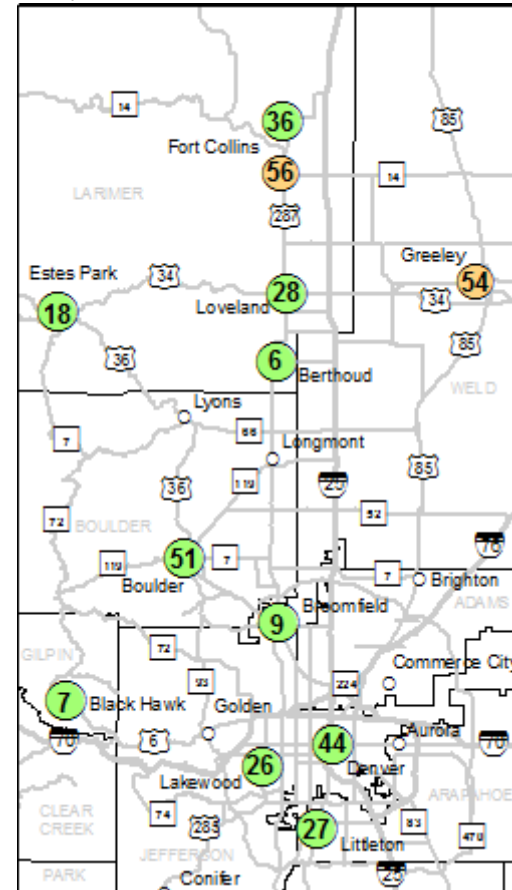 14
36
85
Fort Collins
56
14
LARIMER
287
Greeley
Estes Park
34
28
54
Loveland
34
18
6
85
36
Berthoud
WELD
Lyons
7
66
Longmont
119
85
25
36
72
52
BOULDER
76
51
119
7
7
Boulder
Brighton
9
Broomfield
ADAMS
72
GILPIN
Commerce City
93
224
7
Black Hawk
Golden
70
6
44
Aurora
70
26
Denver
Lakewood
ARAPAHOE
CLEAR
CREEK
74
285
27
83
470
Littleton
JEFFERSON
PARK
Conifer
25